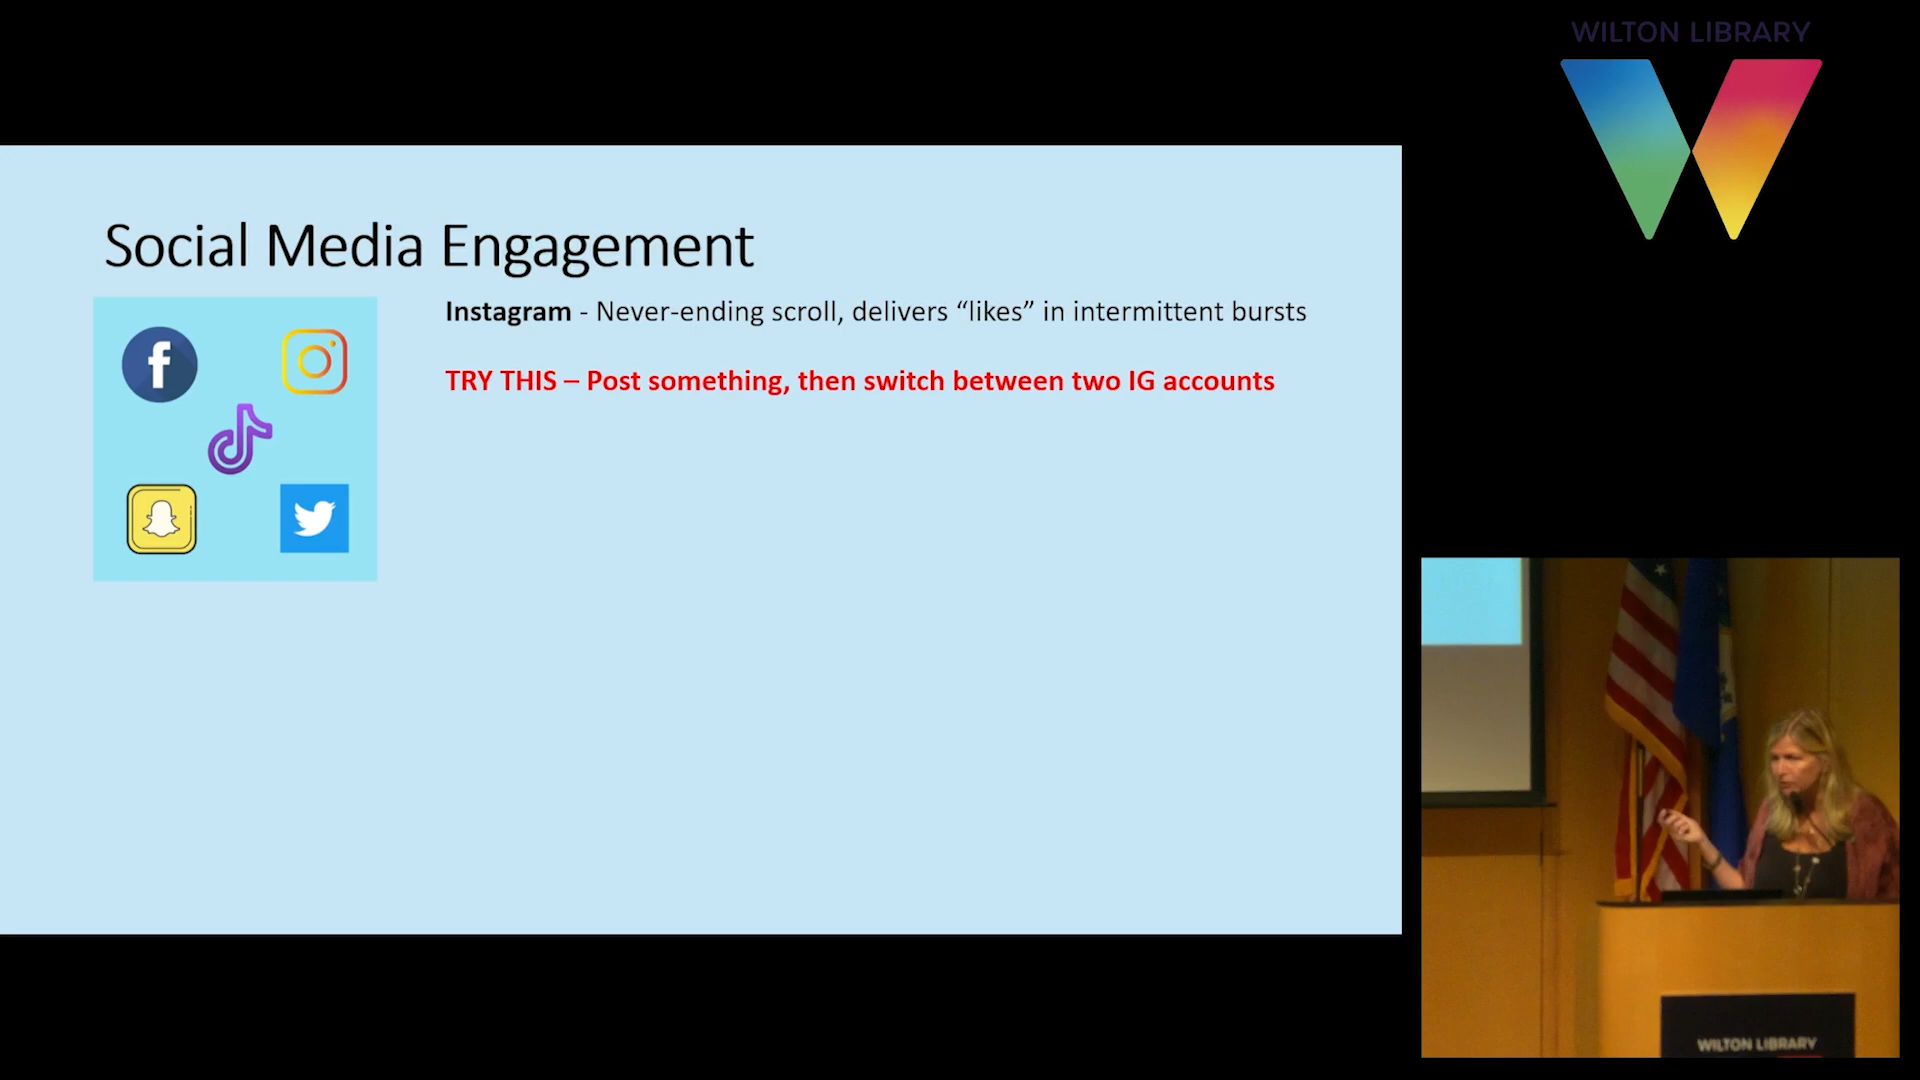 WILTON LIBRARY
Social Media Engagement
Instagram - Never-ending scroll, delivers “likes” in intermittent bursts
TRY THIS – Post something, then switch between two IG accounts
WILTON LIBRARY